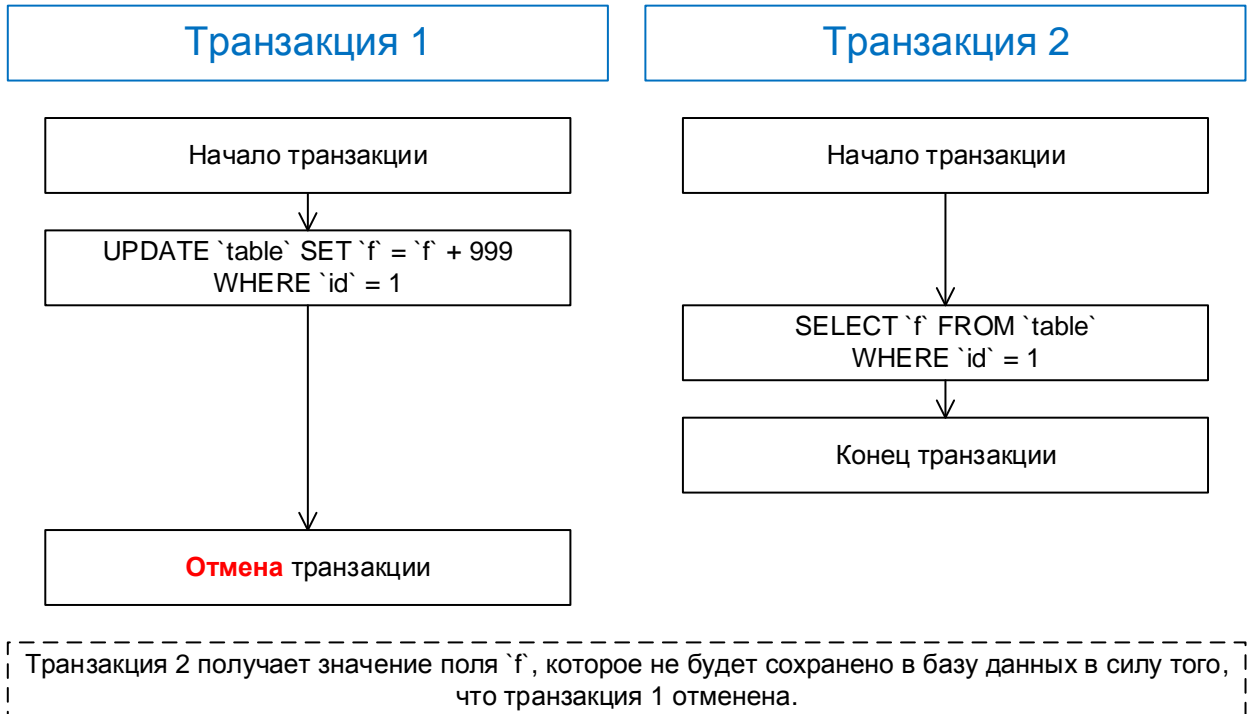 Транзакция 1
Транзакция 2
Начало транзакции
Начало транзакции
UPDATE `table` SET `f` = `f` + 999
WHERE `id` = 1
SELECT `f` FROM `table`
WHERE `id` = 1
Конец транзакции
Отмена транзакции
Транзакция 2 получает значение поля `f`, которое не будет сохранено в базу данных в силу того,
что транзакция 1 отменена.